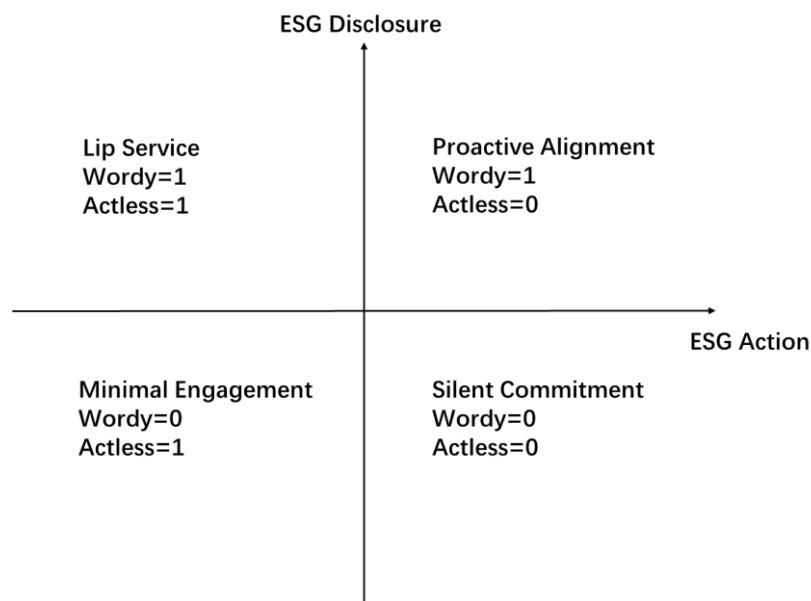 ESG Disclosure
Lip Service
Wordy=1
Actless=1
Proactive Alignment
Wordy=1
Actless=0
ESG Action
Minimal Engagement
Wordy=0
Actless=1
Silent Commitment
Wordy=0
Actless=0